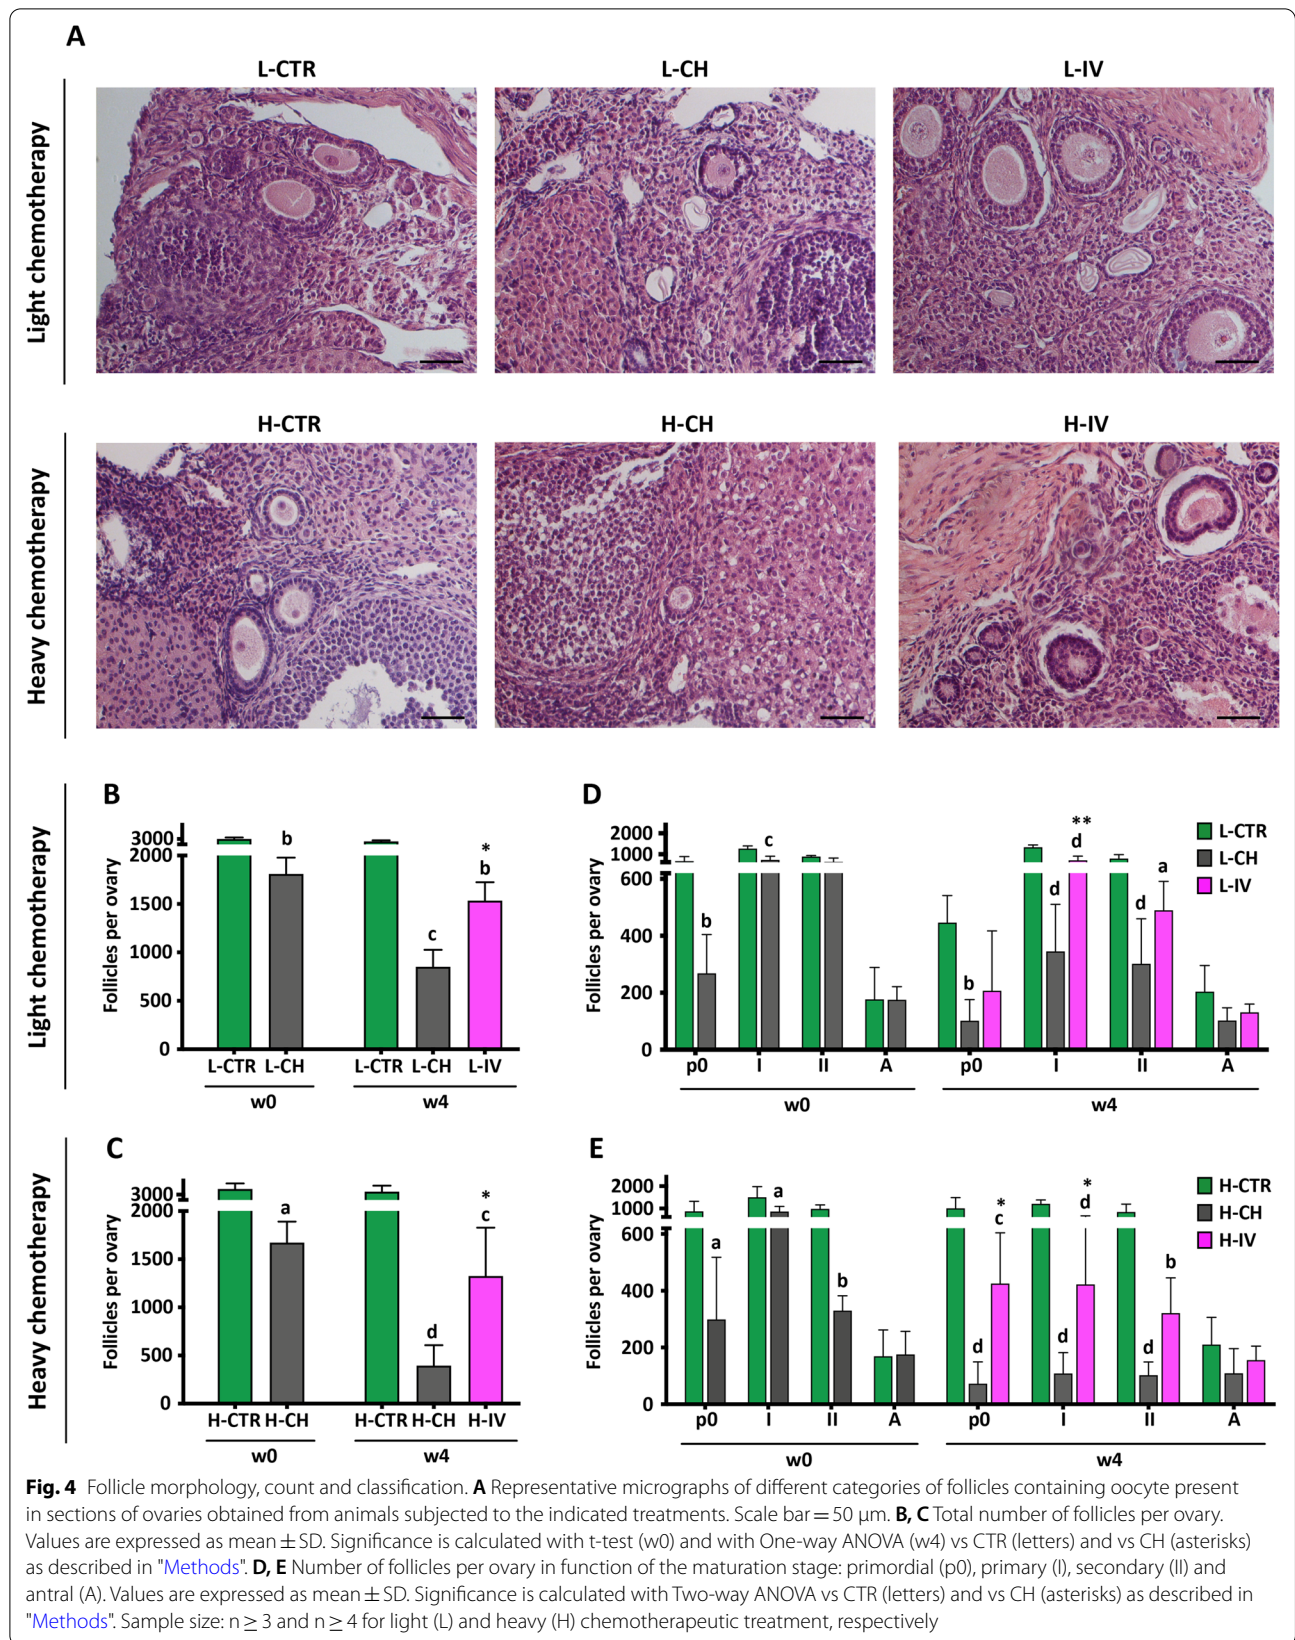 A
L-CTR L-CH L-IV
Light chemotherapy
H-CTR H-CH H-IV
Heavy chemotherapy
Light chemotherapy
B
Follicles per ovary
3000
2000
1500
1000
500
0
b
c
*
b
L-CTR L-CH L-CTR L-CH L-IV
w0 w4
D
Follicles per ovary
2000
1000
600
400
200
0
b
c
b
d
**
d
d
a
p0 I II A p0 I II A
w0 w4
L-CTR
L-CH
L-IV
Heavy chemotherapy
C
Follicles per ovary
3000
2000
1500
1000
500
0
a
d
*
c
H-CTR H-CH H-CTR H-CH H-IV
w0 w4
E
Follicles per ovary
2000
1000
600
400
200
0
a
a
b
d
*
c
d
*
d
d
b
p0 I II A p0 I II A
w0 w4
H-CTR
H-CH
H-IV
Fig. 4 Follicle morphology, count and classification. A Representative micrographs of different categories of follicles containing oocyte present
in sections of ovaries obtained from animals subjected to the indicated treatments. Scale bar = 50 μm. B, C Total number of follicles per ovary.
Values are expressed as mean ± SD. Significance is calculated with t-test (w0) and with One-way ANOVA (w4) vs CTR (letters) and vs CH (asterisks)
as described in "Methods". D, E Number of follicles per ovary in function of the maturation stage: primordial (p0), primary (I), secondary (II) and
antral (A). Values are expressed as mean ± SD. Significance is calculated with Two-way ANOVA vs CTR (letters) and vs CH (asterisks) as described in
"Methods". Sample size: n ≥ 3 and n ≥ 4 for light (L) and heavy (H) chemotherapeutic treatment, respectively